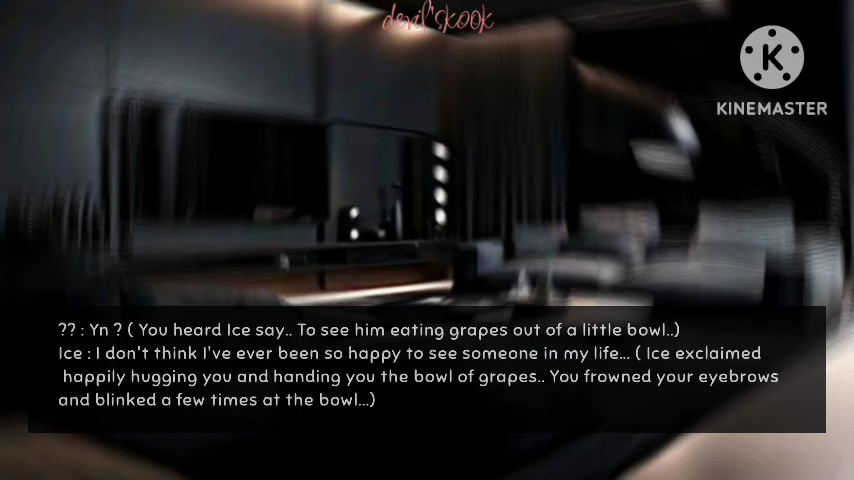 devil'skook
KINEMASTER
?? : Yn ? ( You heard Ice say.. To see him eating grapes out of a little bowl..)
Ice : I don't think I've ever been so happy to see someone in my life... ( Ice exclaimed
happily hugging you and handing you the bowl of grapes.. You frowned your eyebrows
and blinked a few times at the bowl...)